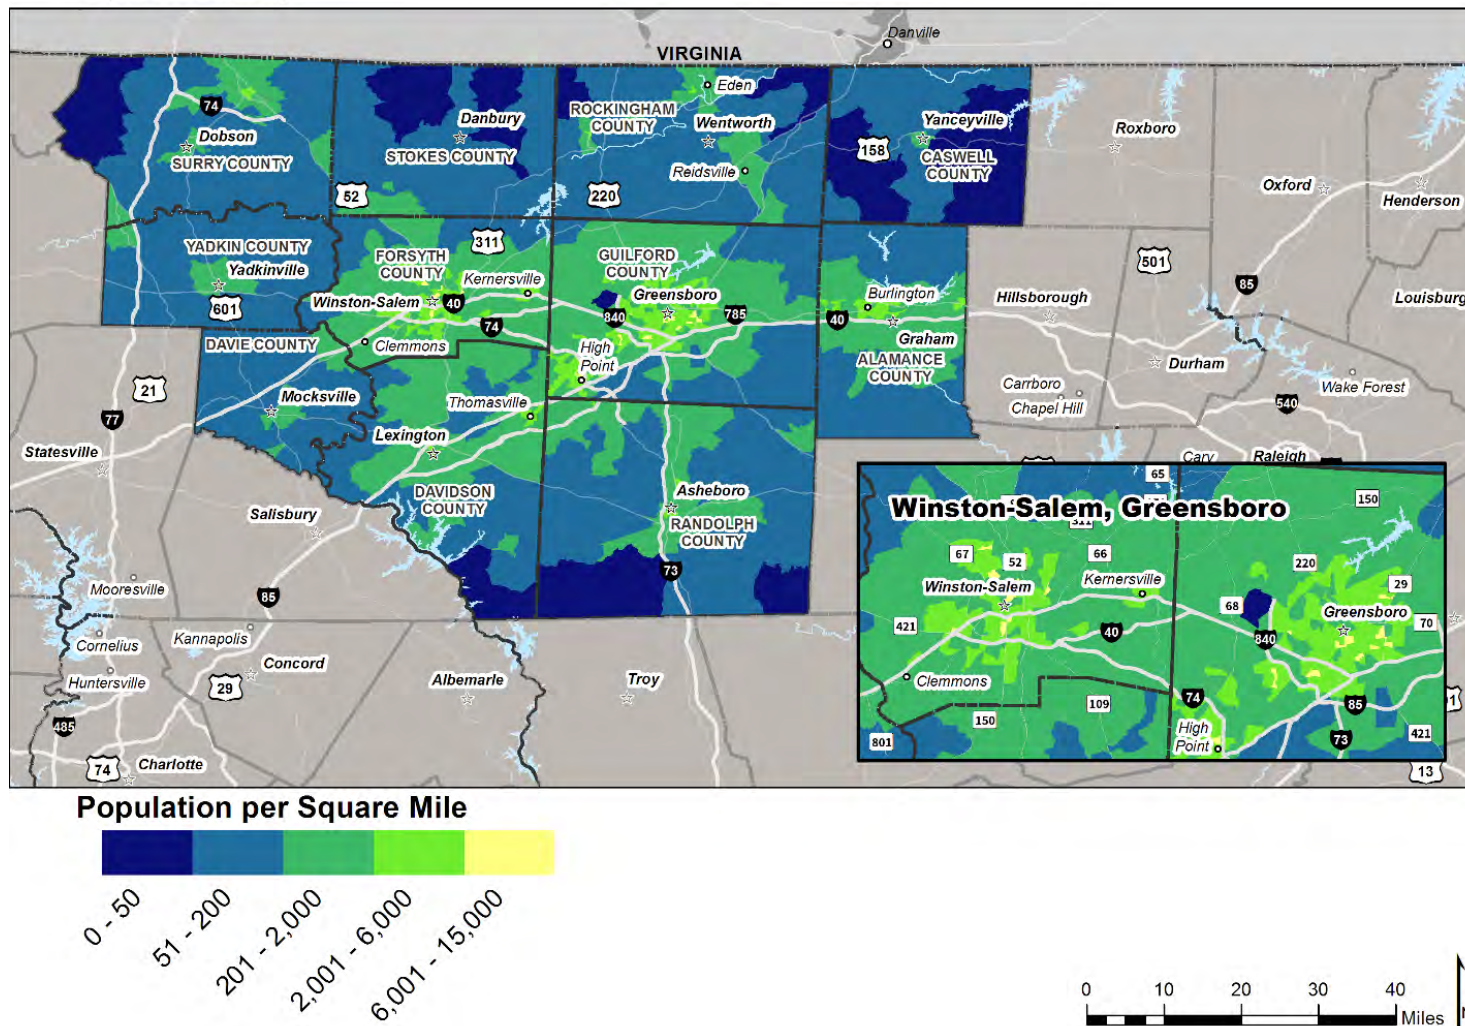 Danville
VIRGINIA
Eden
74
ROCKINGHAM
COUNTY
Danbury
Wentworth
Yanceyville
Roxboro
Dobson
SURRY COUNTY
STOKES COUNTY
158
CASWELL
COUNTY
Reidsville
Oxford
Henderson
52
220
YADKIN COUNTY
Yadkinville
601
FORSYTH
COUNTY
311
GUILFORD
COUNTY
501
Kernersville
Winston-Salem
40
Greensboro
840
785
Burlington
40
Hillsborough
85
Louisburg
74
Graham
DAVIE COUNTY
Clemmons
High
Point
ALAMANCE
COUNTY
Durham
21
Mocksville
Thomasville
Carrboro
Chapel Hill
Wake Forest
77
540
Statesville
Lexington
Cary
Raleigh
DAVIDSON
COUNTY
Asheboro
RANDOLPH
COUNTY
Salisbury
73
Mooresville
85
Kannapolis
Cornelius
Concord
Huntersville
29
Albemarle
Troy
485
74
Charlotte
13
Winston-Salem, Greensboro
65
150
311
67
52
66
220
Winston-Salem
Kernersville
29
68
Greensboro
421
40
840
70
Clemmons
74
109
85
150
High
Point
73
421
801
Population per Square Mile
0 - 50
51 - 200
201 - 2,000
2,001 - 6,000
6,001 - 15,000
0 10 20 30 40
Miles